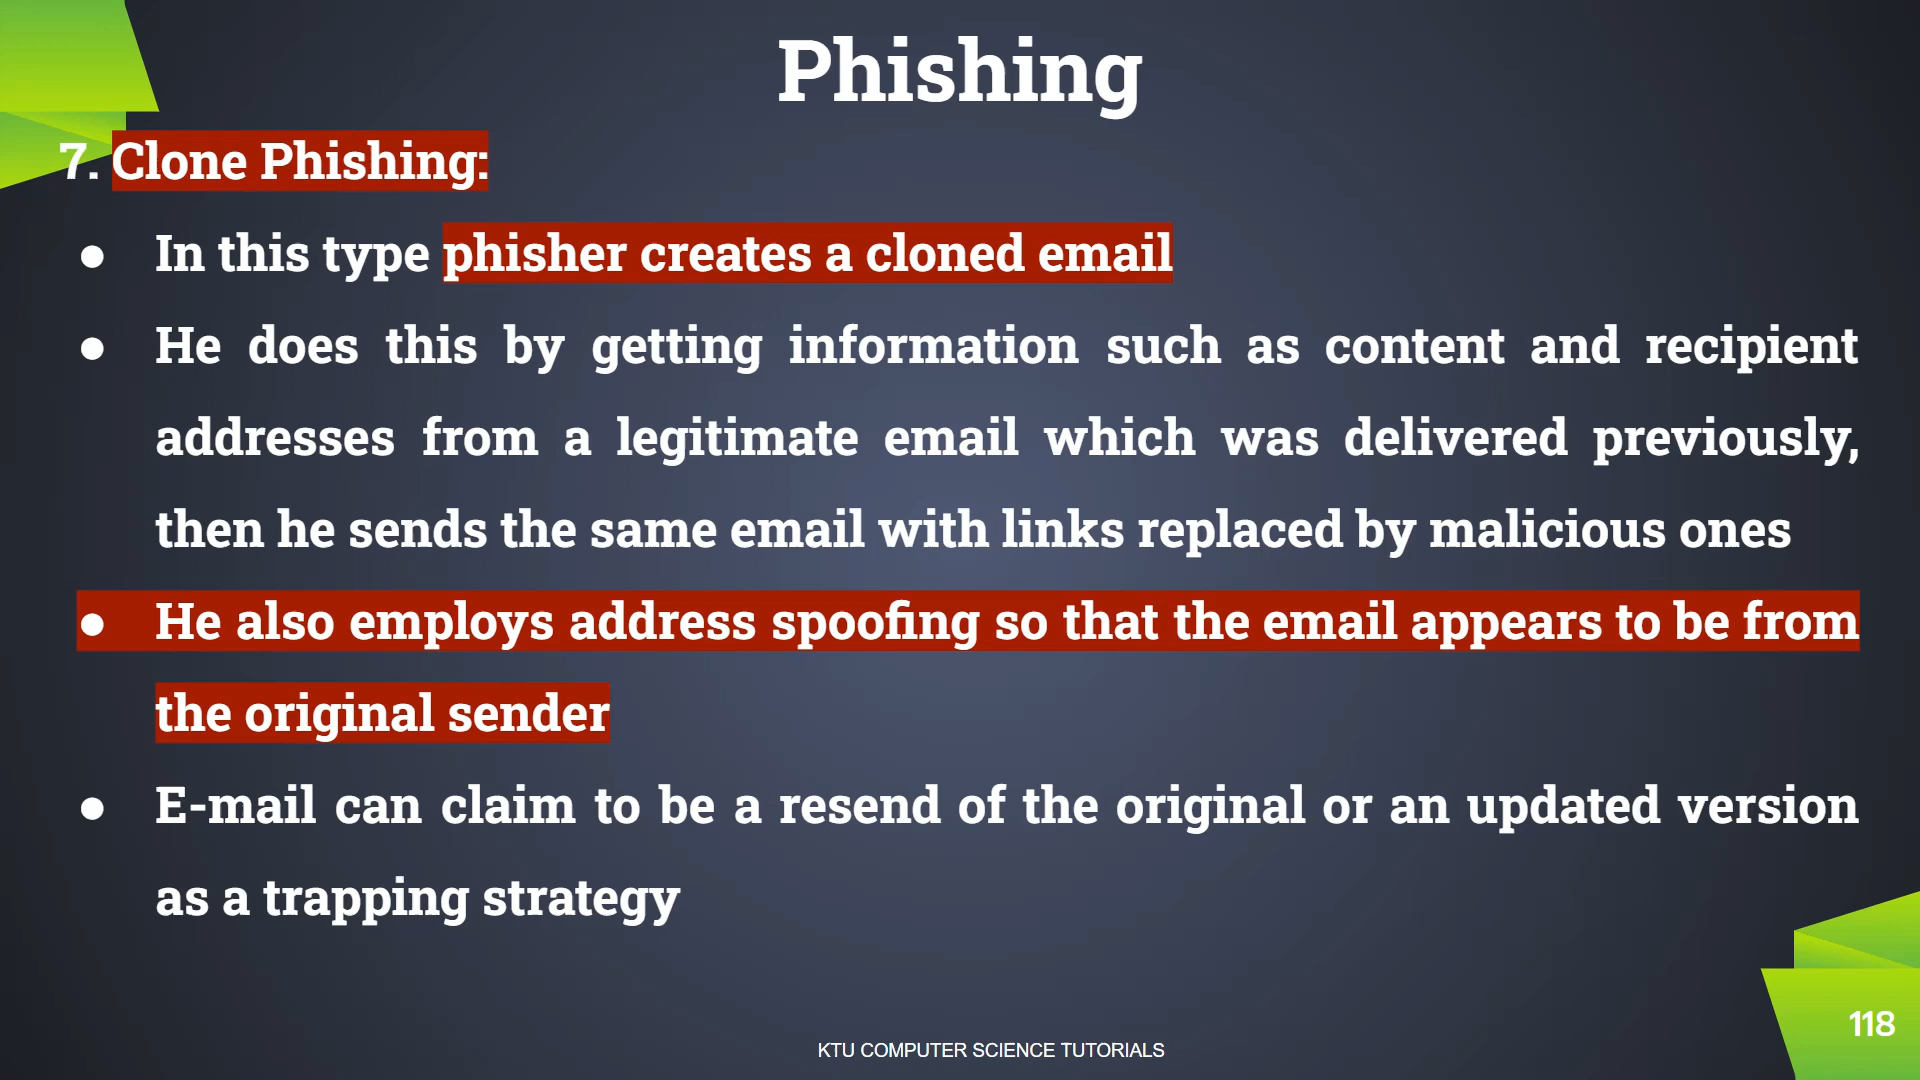 Phishing
7. Clone Phishing:
● In this type phisher creates a cloned email
● He does this by getting information such as content and recipient
addresses from a legitimate email which was delivered previously,
then he sends the same email with links replaced by malicious ones
● He also employs address spoofing so that the email appears to be from
the original sender
● E-mail can claim to be a resend of the original or an updated version
as a trapping strategy
118
KTU COMPUTER SCIENCE TUTORIALS